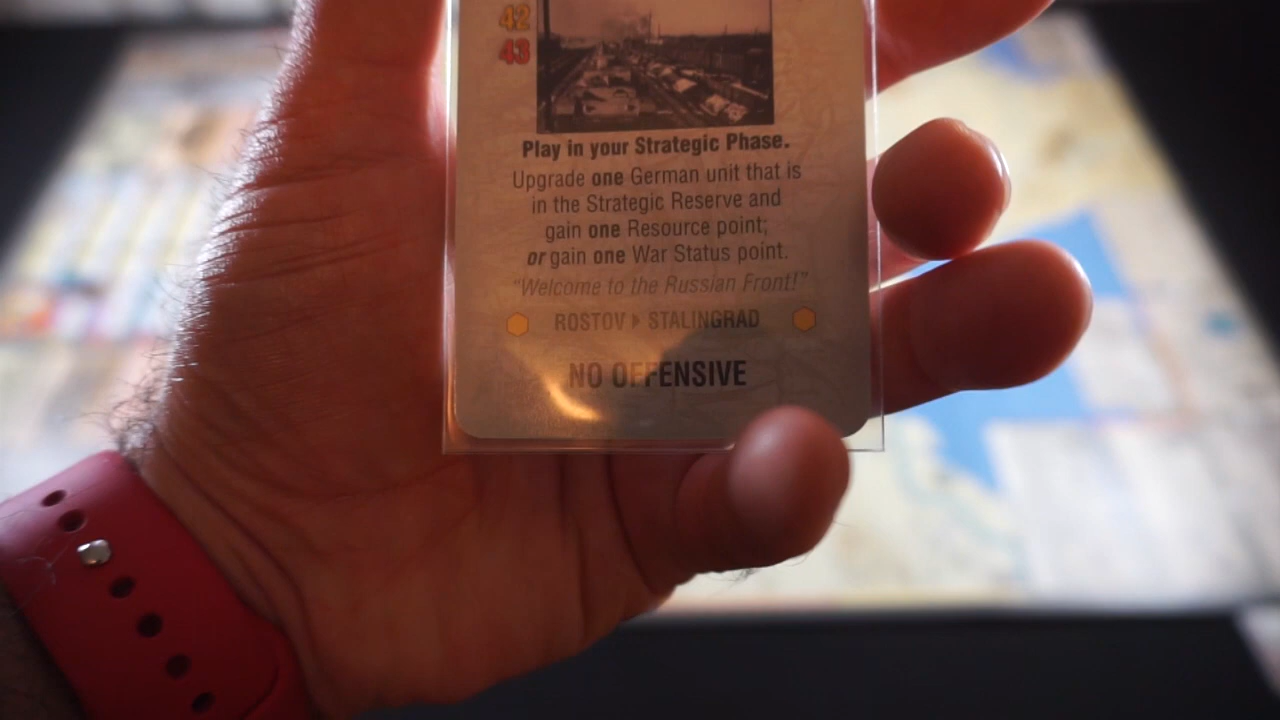 42
43
Play in your Strategic Phase.
Upgrade one German unit that is
in the Strategic Reserve and
gain one Resource point;
or gain one War Status point.
"Welcome to the Russian Front!"
ROSTOV ▸ STALINGRAD
NO OFFENSIVE